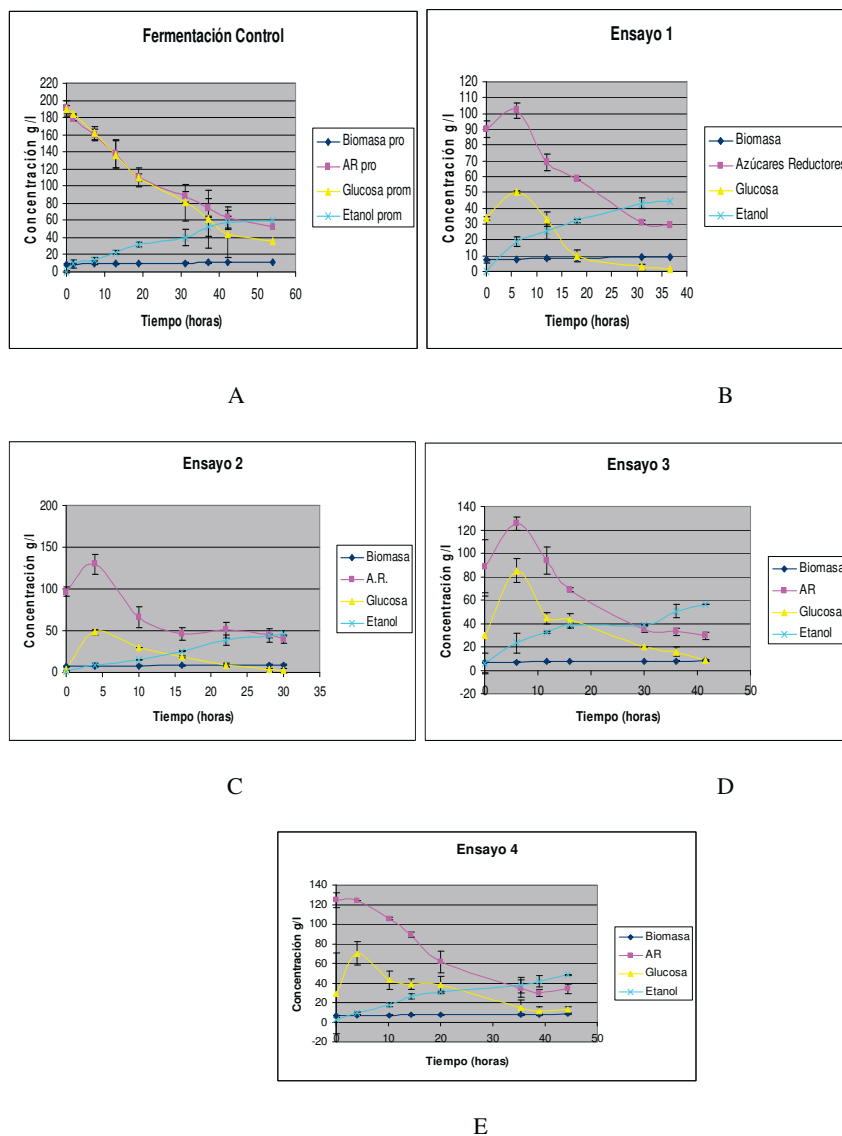 Fermentación Control
Concentración g/l
220
200
180
160
140
120
100
80
60
40
20
0
0 10 20 30 40 50 60
Tiempo (horas)
Biomasa pro
AR pro
Glucosa prom
Etanol prom
A
Ensayo 1
Concentración g/l
120
110
100
90
80
70
60
50
40
30
20
10
0
0 5 10 15 20 25 30 35 40
Tiempo (horas)
Biomasa
Azúcares Reductores
Glucosa
Etanol
B
Ensayo 2
Concentración g/l
200
150
100
50
0
0 5 10 15 20 25 30 35
Tiempo (horas)
Biomasa
A.R.
Glucosa
Etanol
C
Ensayo 3
Concentración g/l
140
120
100
80
60
40
20
0
-20
0 10 20 30 40 50
Tiempo (horas)
Biomasa
AR
Glucosa
Etanol
D
Ensayo 4
Concentración g/l
140
120
100
80
60
40
20
0
-20
0 10 20 30 40 50
Tiempo (horas)
Biomasa
AR
Glucosa
Etanol
E